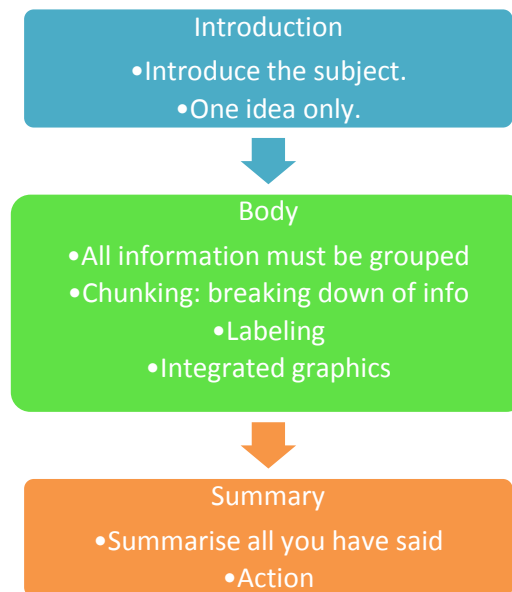 Introduction
•Introduce the subject.
•One idea only.
Body
•All information must be grouped
•Chunking: breaking down of info
•Labeling
•Integrated graphics
Summary
•Summarise all you have said
•Action